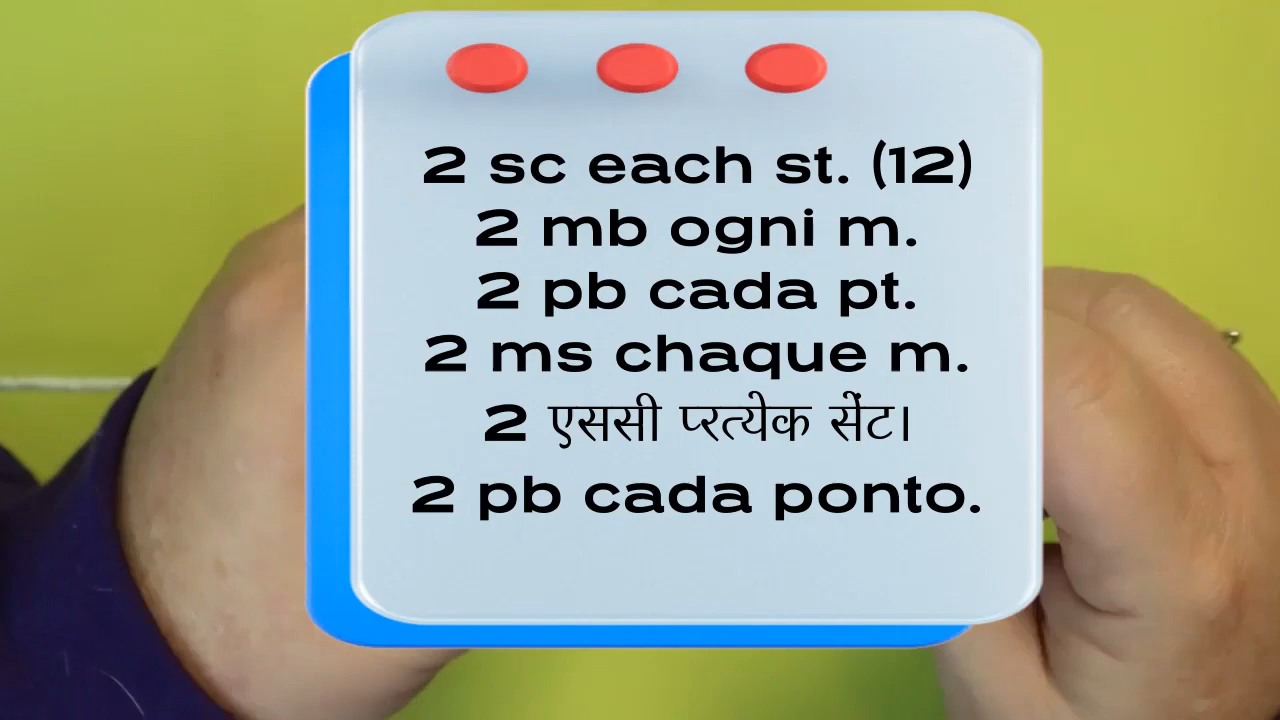 2 sc each st. (12)
2 mb ogni m.
2 pb cada pt.
2 ms chaque m.
2 एससी प्रत्येक सेंट।
2 pb cada ponto.